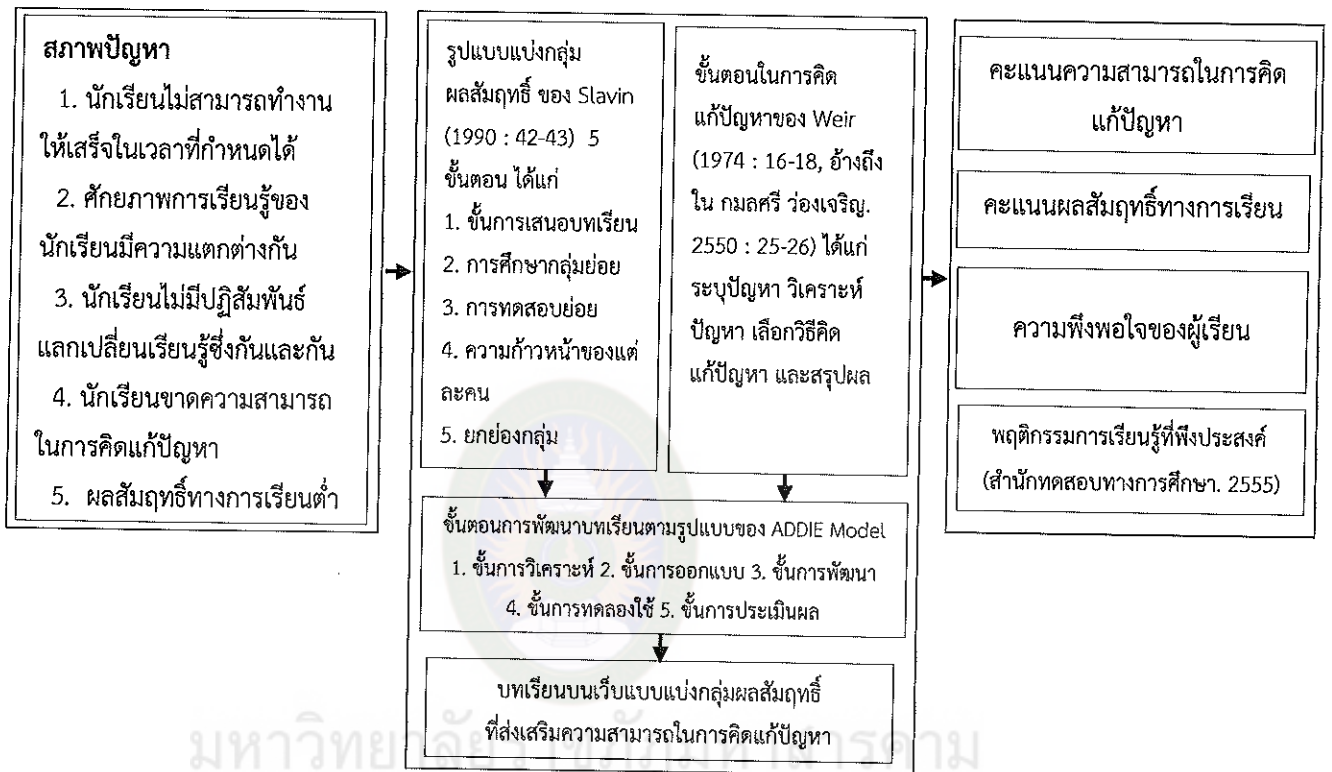 สภาพปัญหา
1. นักเรียนไม่สามารถทำงาน
ให้เสร็จในเวลาที่กำหนดได้
2. ศักยภาพการเรียนรู้ของ
นักเรียนมีความแตกต่างกัน
3. นักเรียนไม่มีปฏิสัมพันธ์
แลกเปลี่ยนเรียนรู้ซึ่งกันและกัน
4. นักเรียนขาดความสามารถ
ในการคิดแก้ปัญหา
5. ผลสัมฤทธิ์ทางการเรียนต่ำ
รูปแบบแบ่งกลุ่ม
ผลสัมฤทธิ์ ของ Slavin
(1990 : 42-43) 5
ขั้นตอน ได้แก่
1. ขั้นการเสนอบทเรียน
2. การศึกษากลุ่มย่อย
3. การทดสอบย่อย
4. ความก้าวหน้าของแต่
ละคน
5. ยกย่องกลุ่ม
ขั้นตอนในการคิด
แก้ปัญหาของ Weir
(1974 : 16-18, อ้างถึง
ใน กมลศรี ว่องเจริญ.
2550 : 25-26) ได้แก่
ระบุปัญหา วิเคราะห์
ปัญหา เลือกวิธีคิด
แก้ปัญหา และสรุปผล
ขั้นตอนการพัฒนาบทเรียนตามรูปแบบของ ADDIE Model
1. ขั้นการวิเคราะห์ 2. ขั้นการออกแบบ 3. ขั้นการพัฒนา
4. ขั้นการทดลองใช้ 5. ขั้นการประเมินผล
บทเรียนบนเว็บแบบแบ่งกลุ่มผลสัมฤทธิ์
ที่ส่งเสริมความสามารถในการคิดแก้ปัญหา
คะแนนความสามารถในการคิด
แก้ปัญหา
คะแนนผลสัมฤทธิ์ทางการเรียน
ความพึงพอใจของผู้เรียน
พฤติกรรมการเรียนรู้ที่พึงประสงค์
(สำนักทดสอบทางการศึกษา. 2555)
มหาวิทยาลัยราชภัฏมหาสารคาม